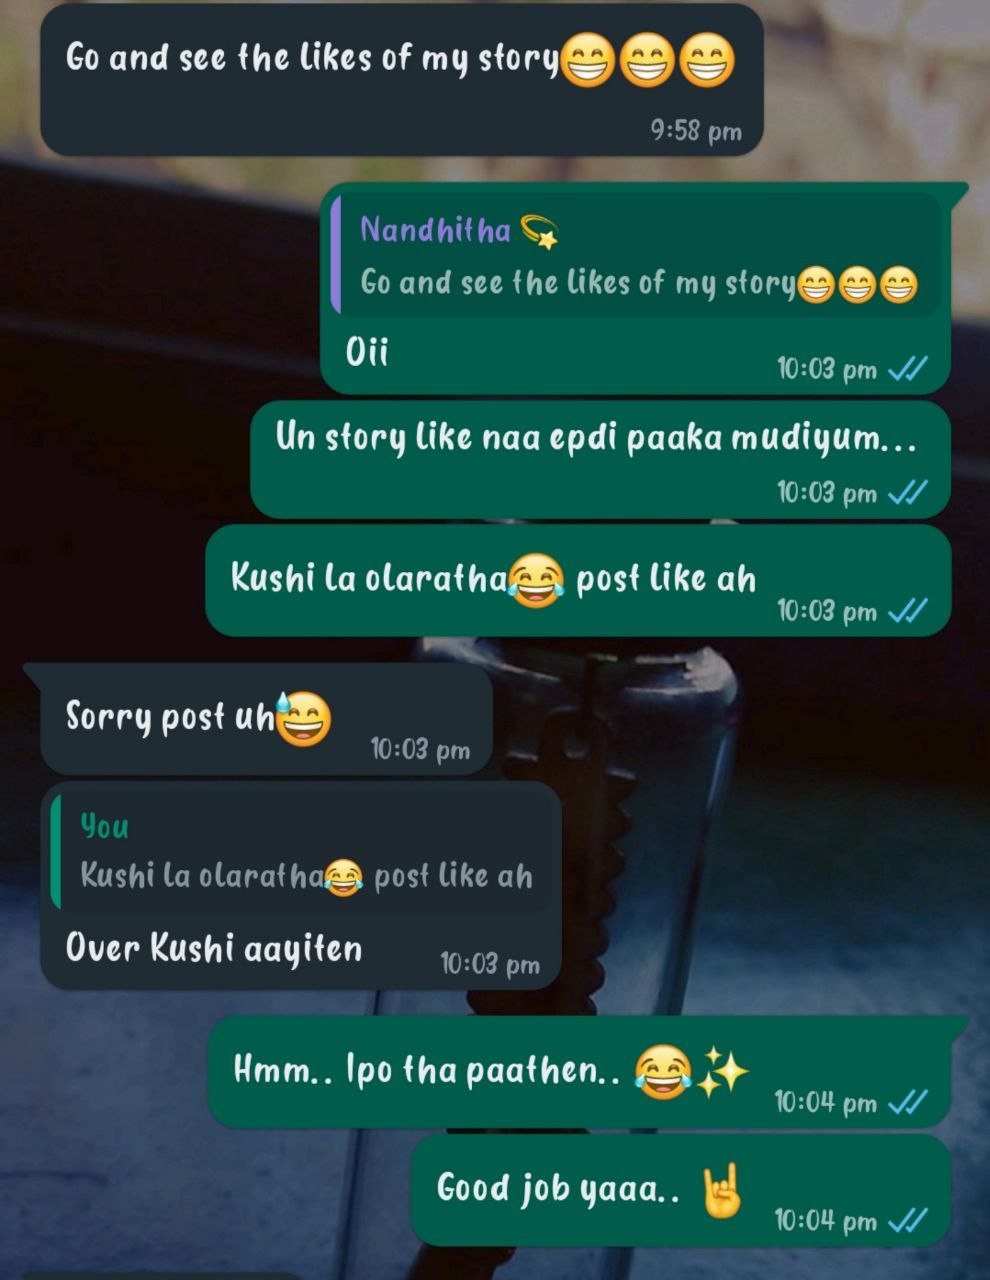 Go and see the likes of my story😁😁😁
9:58 pm
Nandhitha 💫
Go and see the likes of my story😁😁😁
Oii
10:03 pm
Un story like naa epdi paaka mudiyum...
10:03 pm
Kushi la olaratha😂 post like ah
10:03 pm
Sorry post uh😅
10:03 pm
You
Kushi la olaratha😂 post like ah
Over Kushi aayiten
10:03 pm
Hmm.. Ipo tha paathen.. 😂✨
10:04 pm
Good job yaaa.. 🤘
10:04 pm